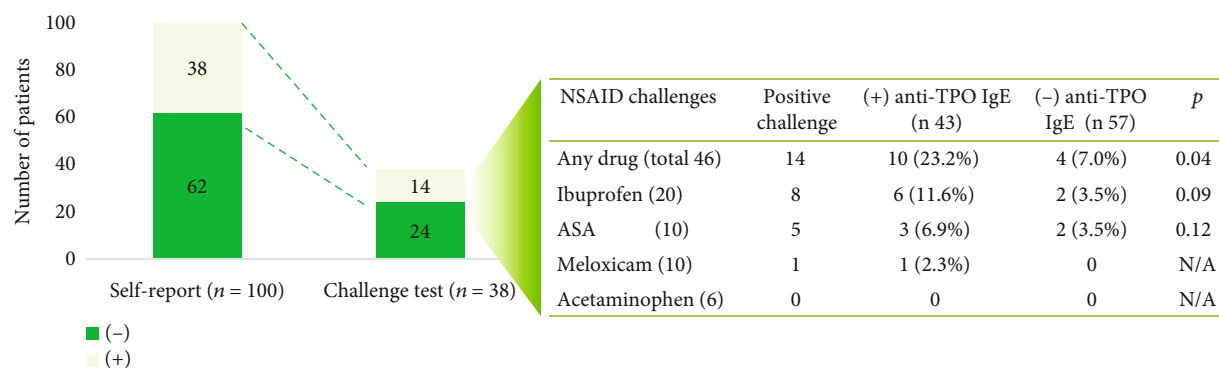 Number of patients
100
80
60
40
20
0
38
62
14
24
Self-report (n = 100)
Challenge test (n = 38)
(–)
(+)
NSAID challenges Positive challenge (+) anti-TPO IgE (n 43) (–) anti-TPO IgE (n 57) p
Any drug (total 46) 14 10 (23.2%) 4 (7.0%) 0.04
Ibuprofen (20) 8 6 (11.6%) 2 (3.5%) 0.09
ASA (10) 5 3 (6.9%) 2 (3.5%) 0.12
Meloxicam (10) 1 1 (2.3%) 0 N/A
Acetaminophen (6) 0 0 0 N/A